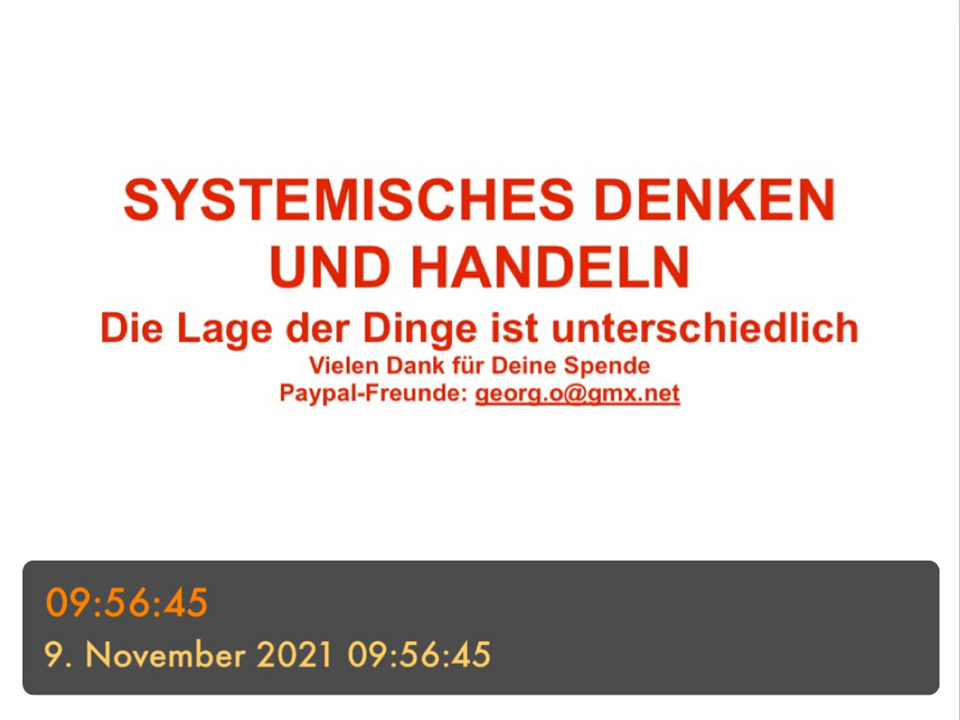 SYSTEMISCHES DENKEN
UND HANDELN
Die Lage der Dinge ist unterschiedlich
Vielen Dank für Deine Spende
Paypal-Freunde: georg.o@gmx.net
09:56:45
9. November 2021 09:56:45